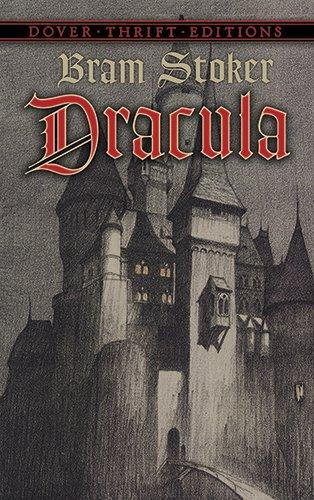 DOVER · THRIFT · EDITIONS
Bram Stoker
Dracula